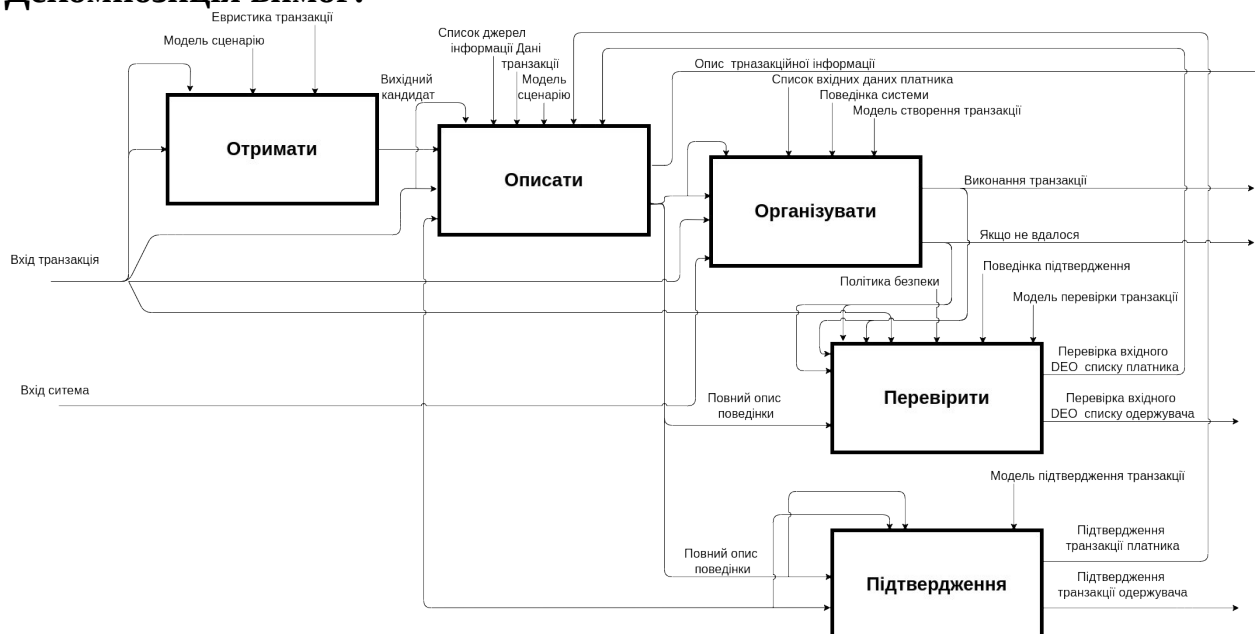 Декомпозиція вимог:
Евристика транзакції
Модель сценарію
Список джерел
інформації Дані
транзакції
Модель
сценарію
Вихідний
кандидат
Опис трназакційної інформації
Список вхідних даних платника
Поведінка системи
Модель створення транзакції
Отримати
Описати
Організувати
Виконання транзакції
Якщо не вдалося
Вхід транзакція
Політика безпеки
Поведінка підтвердження
Модель перевірки транзакції
Перевірка вхідного
DEO списку платника
Вхід ситема
Повний опис
поведінки
Перевірити
Перевірка вхідного
DEO списку одержувача
Модель підтвердження транзакції
Підтвердження
транзакції платника
Повний опис
поведінки
Підтвердження
Підтвердження
транзакції одержувача